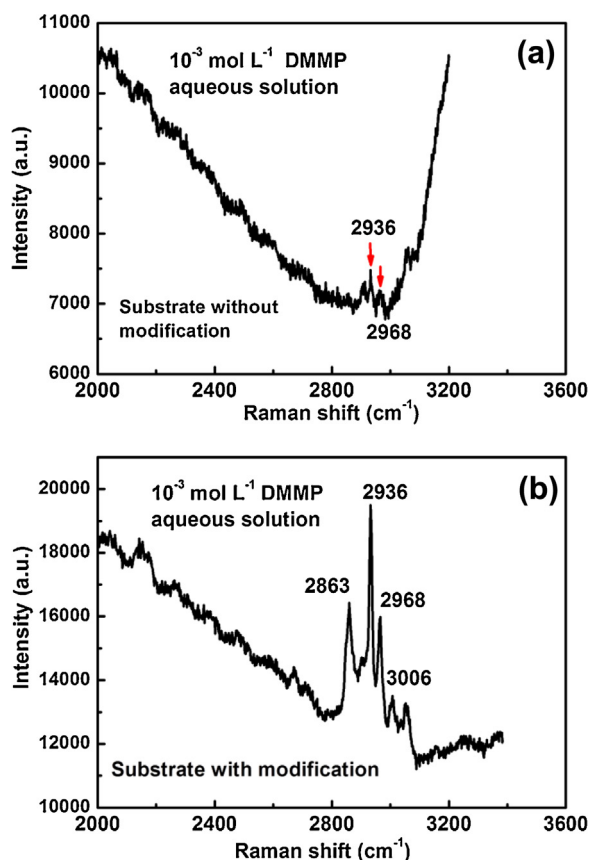 11000
(a)
10⁻³ mol L⁻¹ DMMP
aqueous solution
10000
9000
8000
7000
6000
Intensity (a.u.)
2936
2968
Substrate without
modification
2000 2400 2800 3200 3600
Raman shift (cm⁻¹)
20000
(b)
10⁻³ mol L⁻¹ DMMP
aqueous solution
18000
16000
14000
12000
10000
Intensity (a.u.)
2936
2863
2968
3006
Substrate with modification
2000 2400 2800 3200 3600
Raman shift (cm⁻¹)